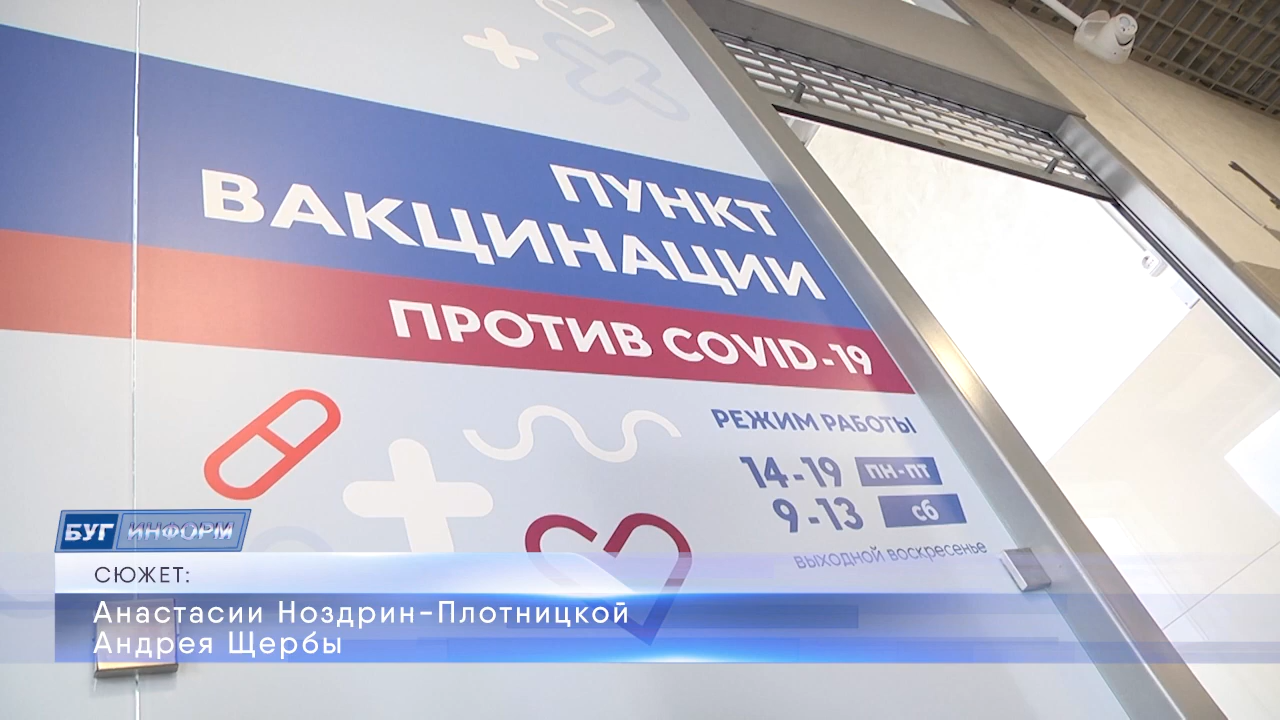 ПУНКТ
ВАКЦИНАЦИИ
ПРОТИВ COVID-19
РЕЖИМ РАБОТЫ
14-19 ПН-ПТ
9-13 сб
выходной воскресенье
БУГ ИНФОРМ
СЮЖЕТ:
Анастасии Ноздрин-Плотницкой
Андрея Щербы